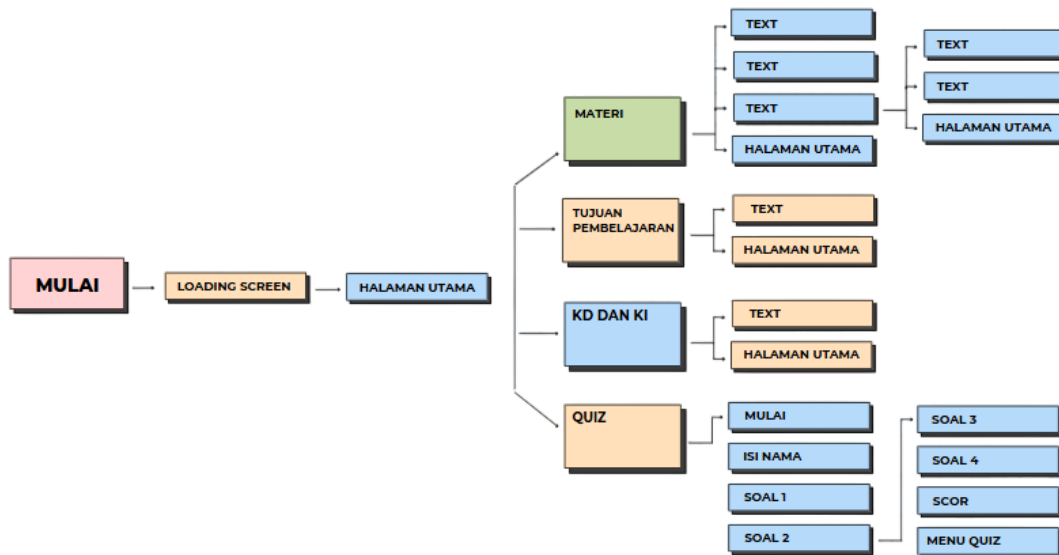 MULAI
LOADING SCREEN
HALAMAN UTAMA
MATERI
TEXT
TEXT
TEXT
HALAMAN UTAMA
TEXT
TEXT
HALAMAN UTAMA
TUJUAN
PEMBELAJARAN
TEXT
HALAMAN UTAMA
KD DAN KI
TEXT
HALAMAN UTAMA
QUIZ
MULAI
ISI NAMA
SOAL 1
SOAL 2
SOAL 3
SOAL 4
SCOR
MENU QUIZ